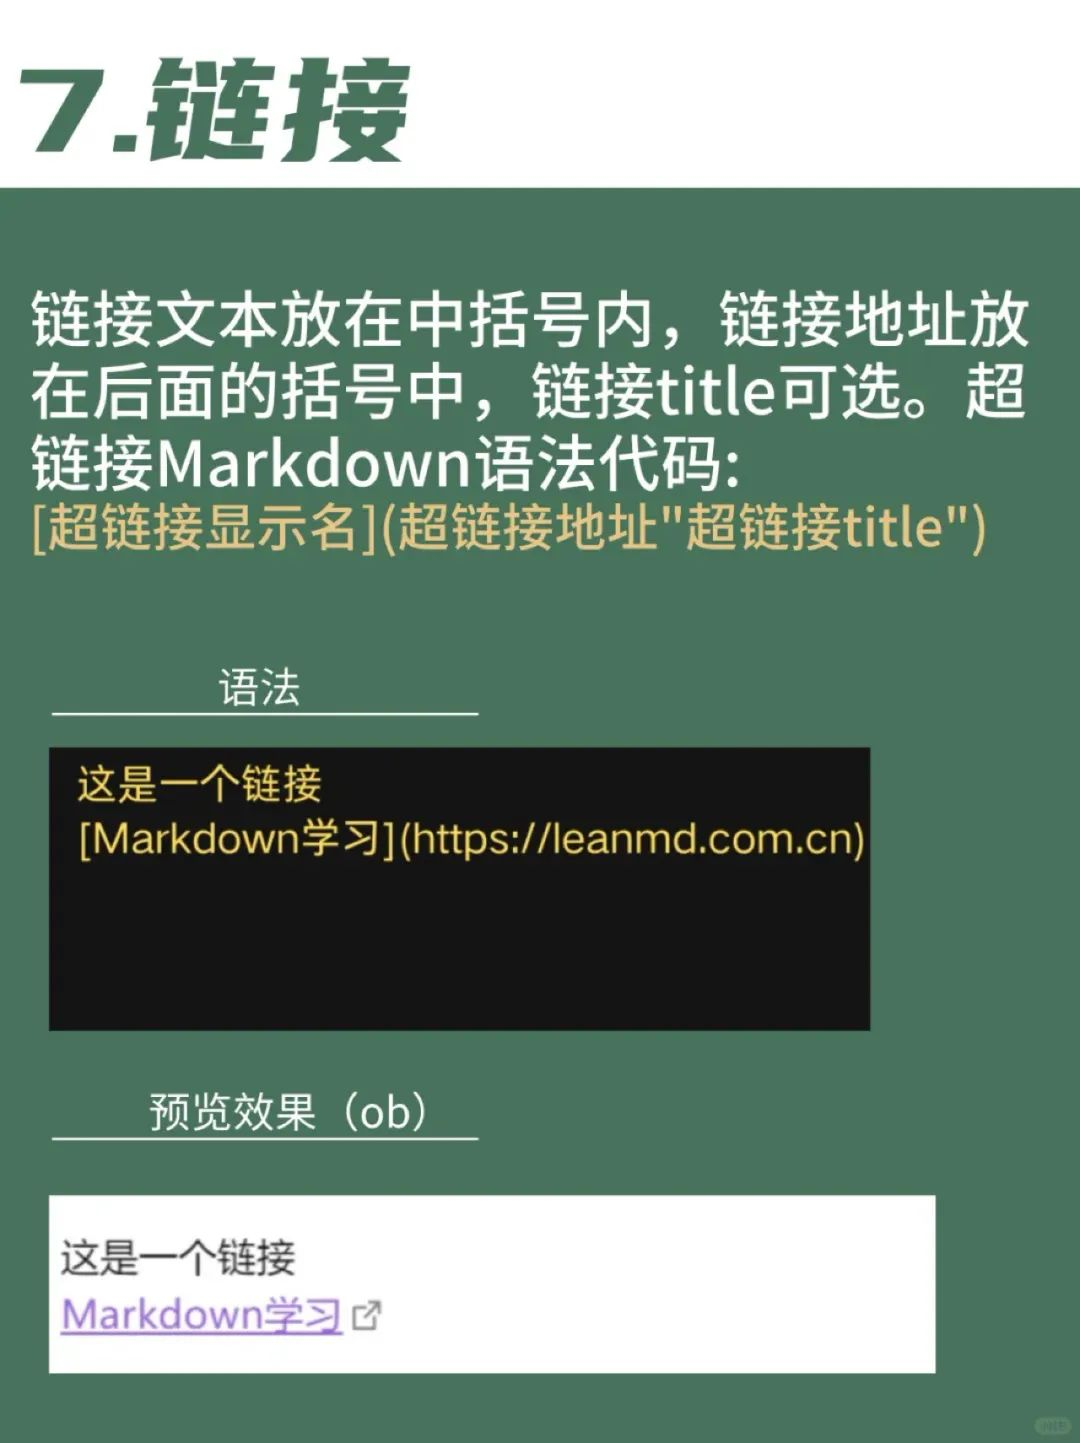 7.链接
链接文本放在中括号内，链接地址放
在后面的括号中，链接title可选。超
链接Markdown语法代码:
[超链接显示名](超链接地址"超链接title")
语法
这是一个链接
[Markdown学习](https://leanmd.com.cn)
预览效果（ob）
这是一个链接
Markdown学习